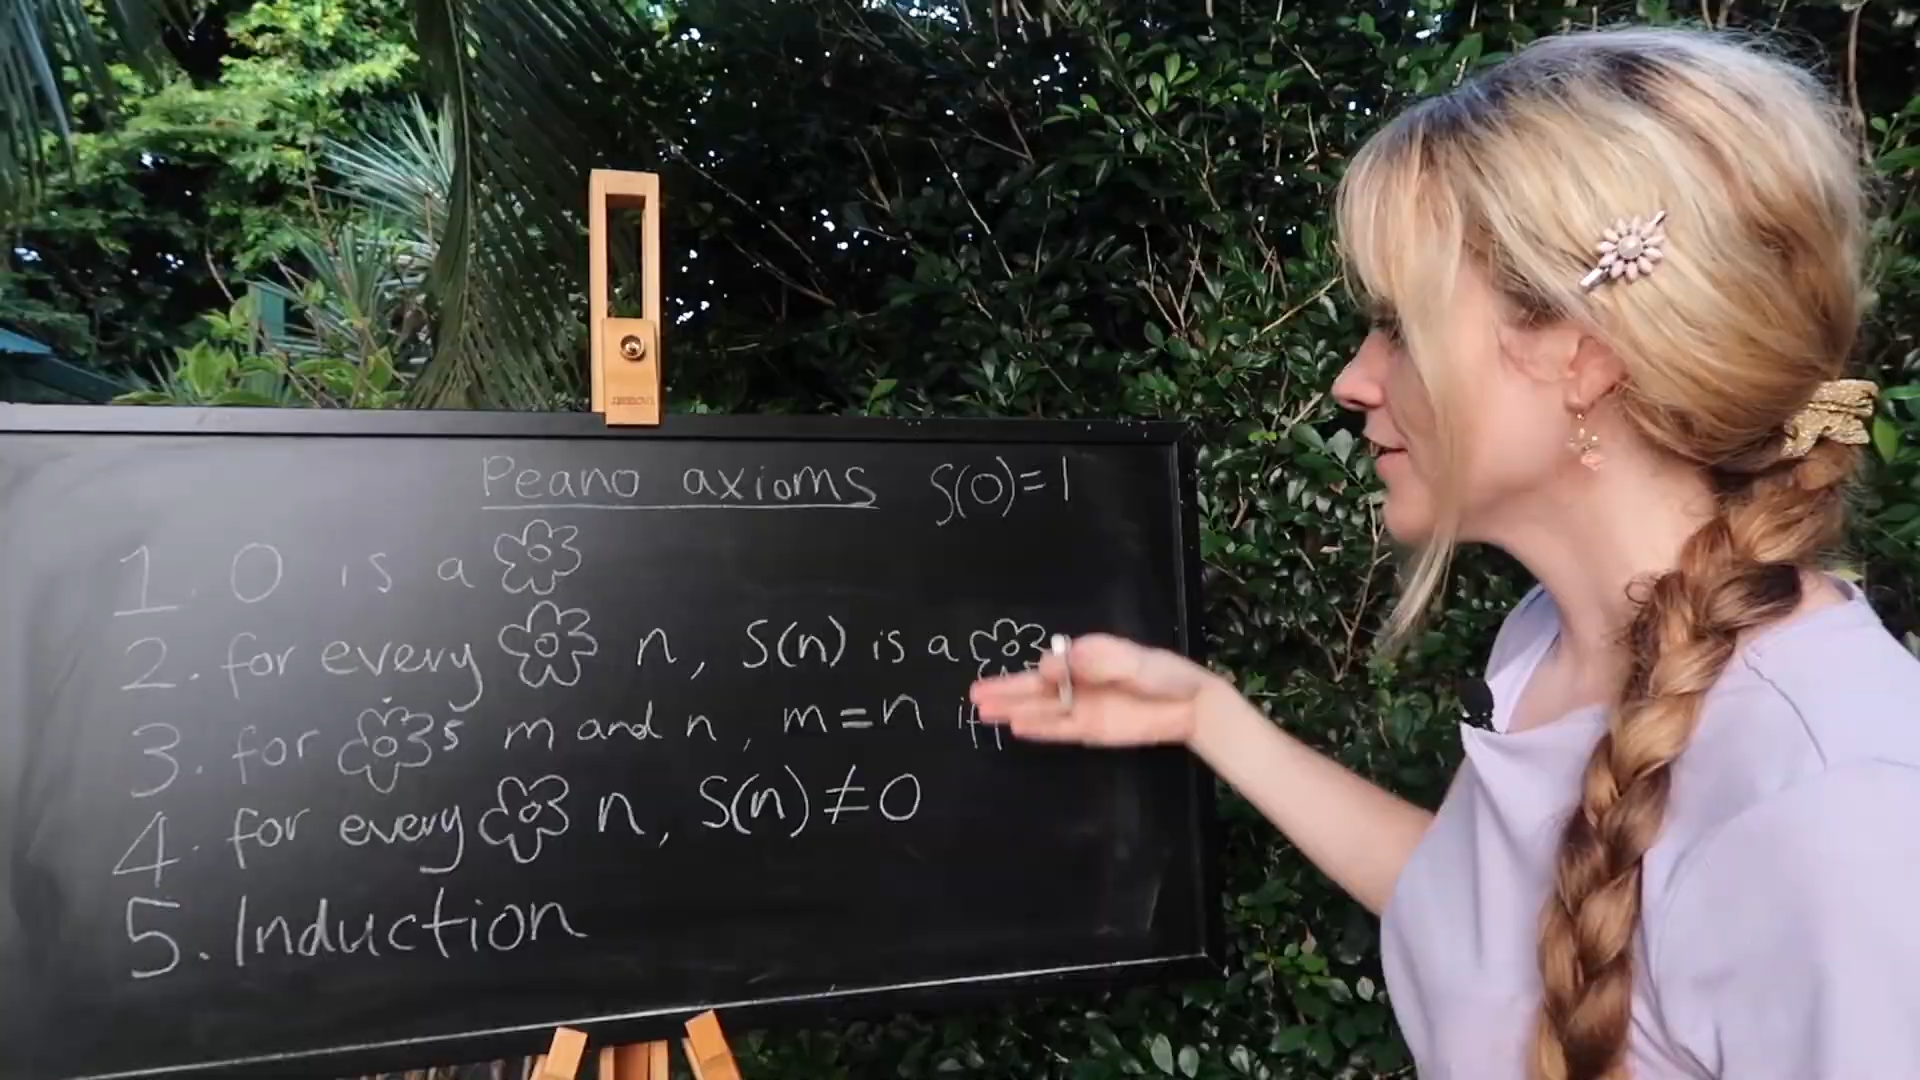 Peano axioms S(0)=1
1. 0 is a
2. for every n, S(n) is a
3. for s m and n, m=n iff
4. for every n, S(n)≠0
5. Induction